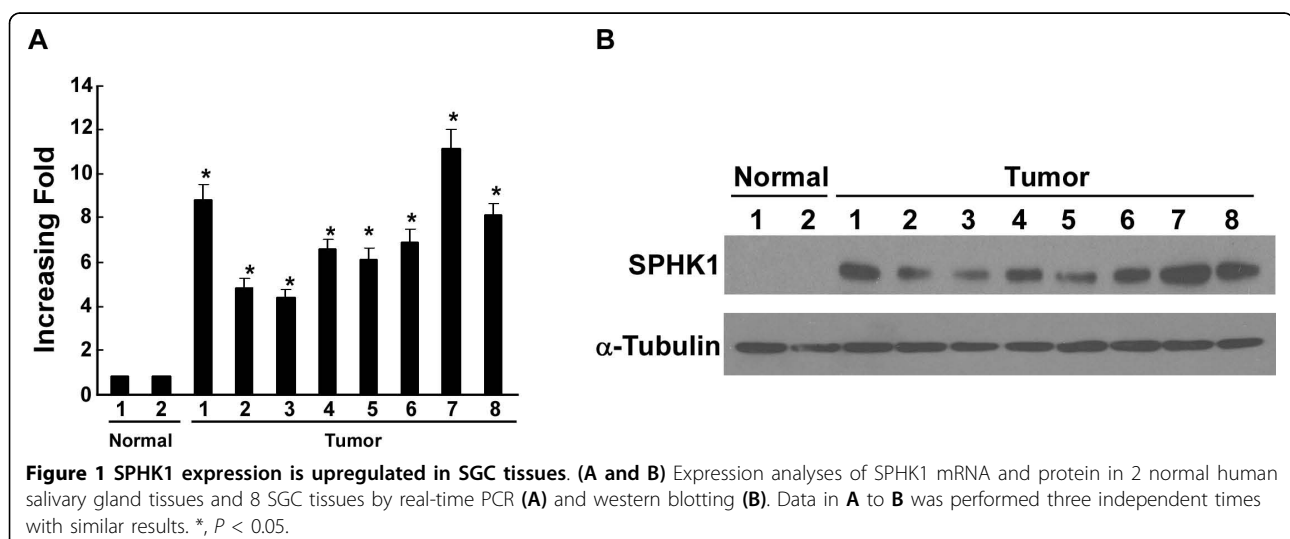 A
B
Increasing Fold
14
12
10
8
6
4
2
0
* * * * * * * *
1 2 1 2 3 4 5 6 7 8
Normal Tumor
Normal Tumor
1 2 1 2 3 4 5 6 7 8
SPHK1
α-Tubulin
Figure 1 SPHK1 expression is upregulated in SGC tissues. (A and B) Expression analyses of SPHK1 mRNA and protein in 2 normal human
salivary gland tissues and 8 SGC tissues by real-time PCR (A) and western blotting (B). Data in A to B was performed three independent times
with similar results. *, P < 0.05.